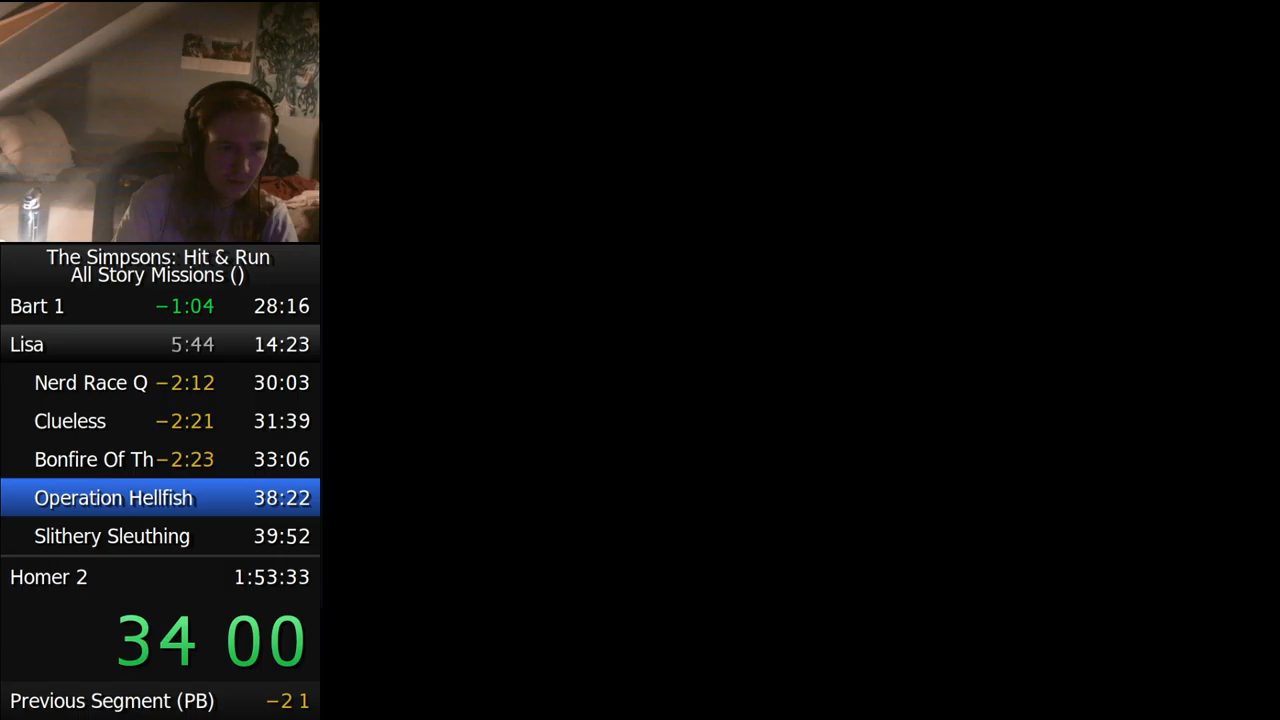 The Simpsons: Hit & Run
All Story Missions ()
Bart 1 −1:04 28:16
Lisa 5:44 14:23
Nerd Race Q −2:12 30:03
Clueless −2:21 31:39
Bonfire Of Th −2:23 33:06
Operation Hellfish 38:22
Slithery Sleuthing 39:52
Homer 2 1:53:33
34 00
Previous Segment (PB) −2 1